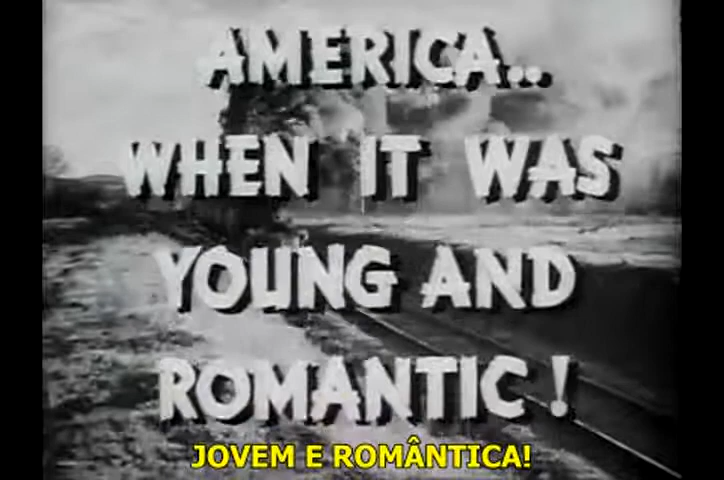 AMERICA..
WHEN IT WAS
YOUNG AND
ROMANTIC!
JOVEM E ROMÂNTICA!